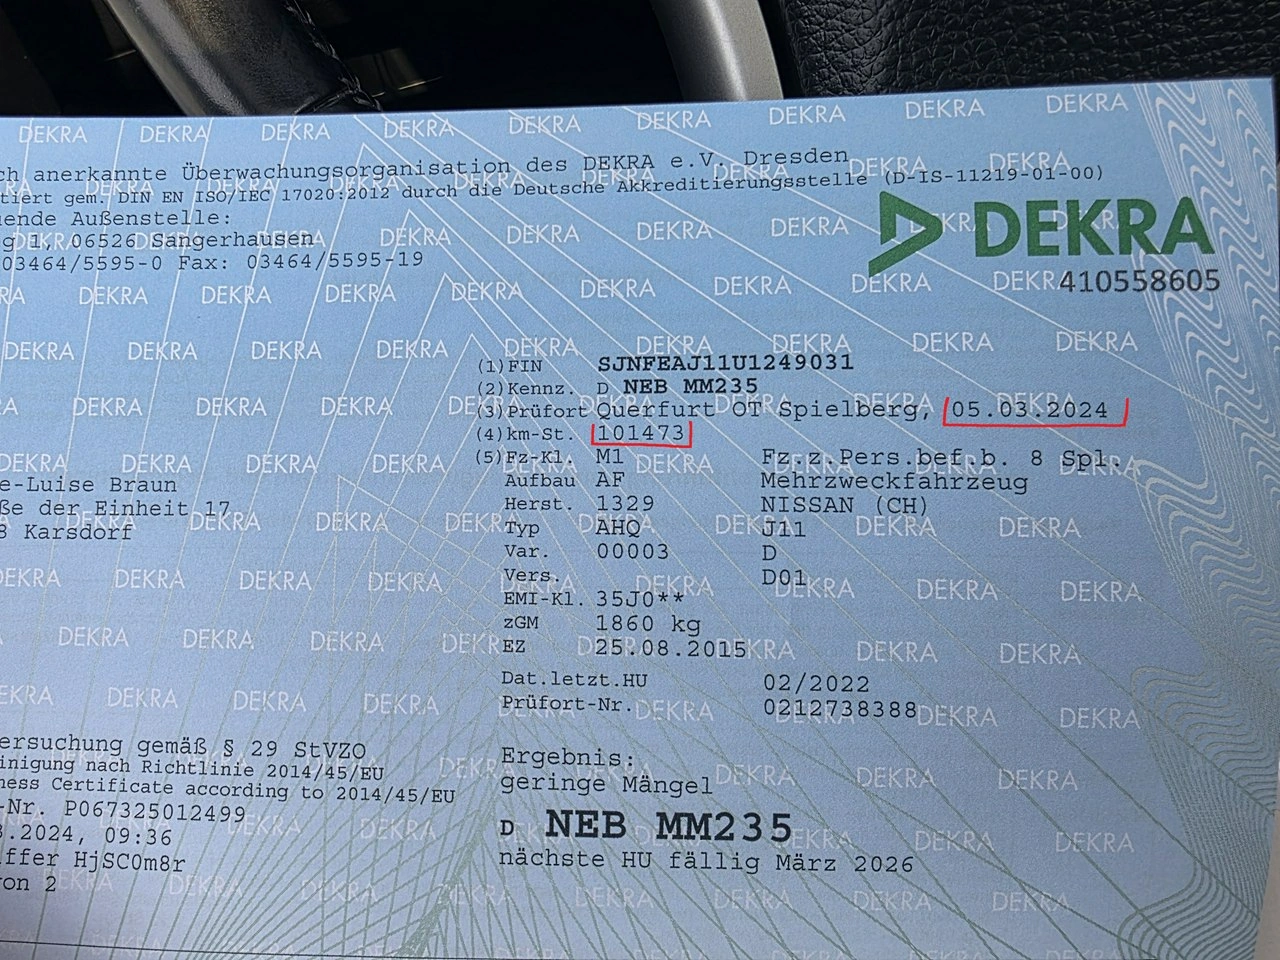 ch anerkannte Überwachungsorganisation des DEKRA e.V. Dresden
tiert gem. DIN EN ISO/IEC 17020:2012 durch die Deutsche Akkreditierungsstelle (D-IS-11219-01-00)
uende Außenstelle:
g 1, 06526 Sangerhausen
03464/5595-0 Fax: 03464/5595-19
DEKRA
410558605
(1) FIN SJNFEAJ11U1249031
(2) Kennz. D NEB MM235
(3) Prüfort Querfurt OT Spielberg, 05.03.2024
(4) km-St. 101473
(5) Fz-Kl. M1 Fz.z.Pers.bef.b. 8 Spl.
Aufbau AF Mehrzweckfahrzeug
Herst. 1329 NISSAN (CH)
Typ AHQ J11
Var. 00003 D
Vers. D01
EMI-Kl. 35J0**
zGM 1860 kg
EZ 25.08.2015
Dat.letzt.HU 02/2022
Prüfort-Nr. 0212738388
e-Luise Braun
ße der Einheit 17
8 Karsdorf
ersuchung gemäß § 29 StVZO
inigung nach Richtlinie 2014/45/EU
ness Certificate according to 2014/45/EU
-Nr. P067325012499
3.2024, 09:36
iffer HjSC0m8r
von 2
Ergebnis:
geringe Mängel
D NEB MM235
nächste HU fällig März 2026